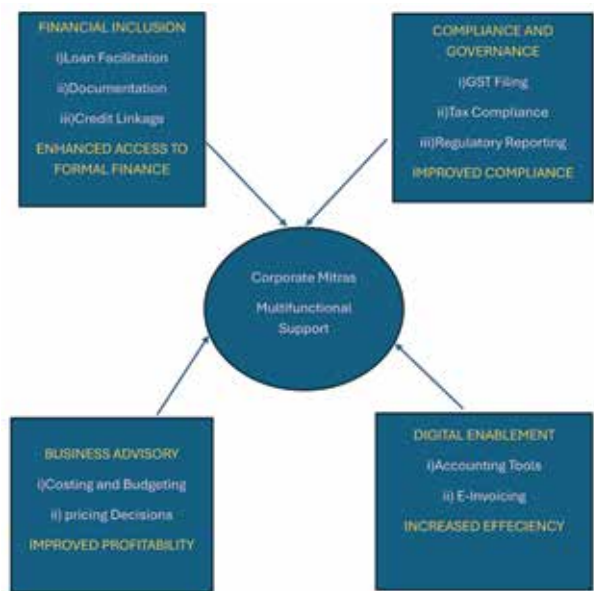 FINANCIAL INCLUSION
i)Loan Facilitation
ii)Documentation
iii)Credit Linkage
ENHANCED ACCESS TO
FORMAL FINANCE
COMPLIANCE AND
GOVERNANCE
i)GST Filing
ii)Tax Compliance
iii)Regulatory Reporting
IMPROVED COMPLIANCE
Corporate Mitras
Multifunctional
Support
BUSINESS ADVISORY
i)Costing and Budgeting
ii) pricing Decisions
IMPROVED PROFITABILITY
DIGITAL ENABLEMENT
i)Accounting Tools
ii) E-Invoicing
INCREASED EFFECIENCY